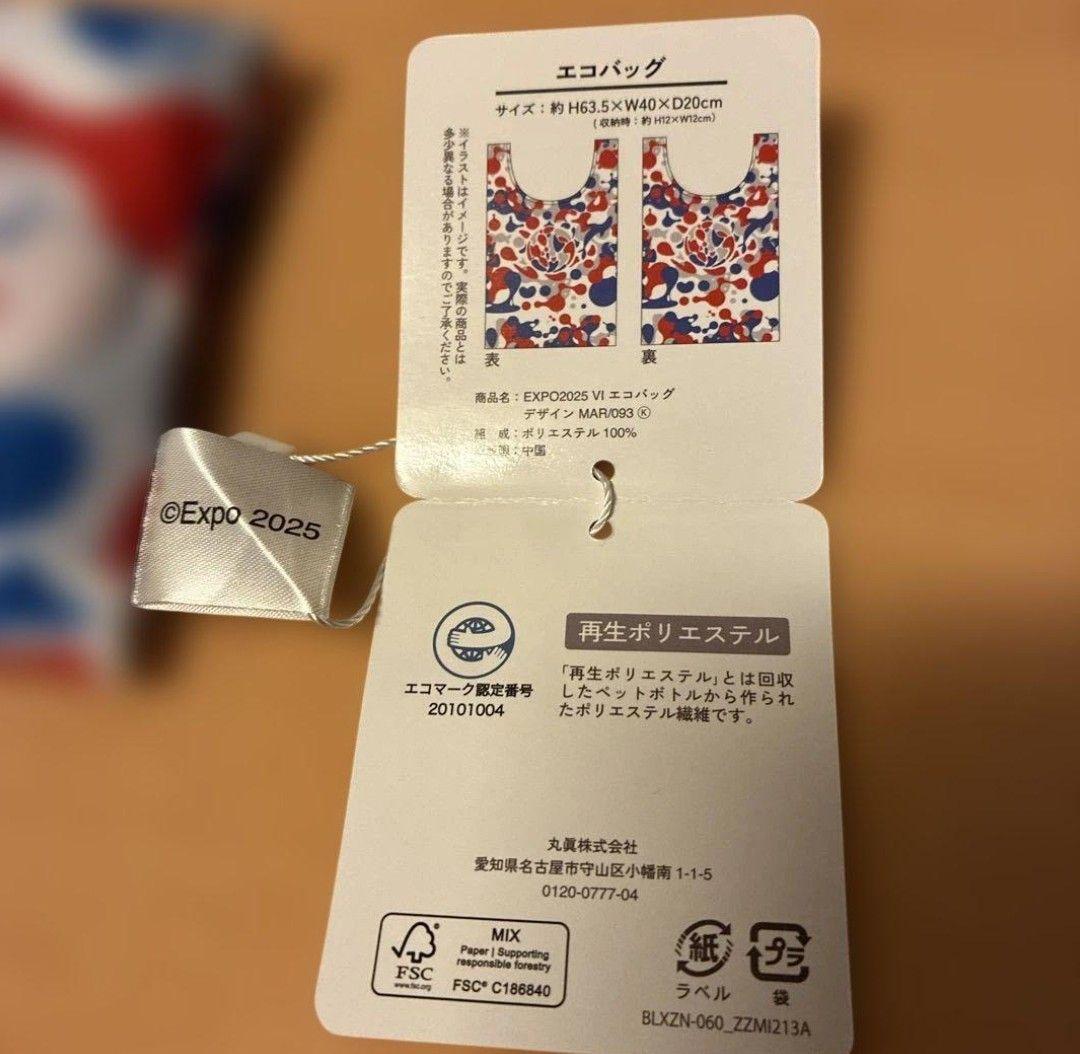 エコバッグ
サイズ：約 H63.5×W40×D20cm
(収納時：約 H12×W12cm)
※イラストはイメージです。実際の商品とは
多少異なる場合がありますのでご了承ください。
表
裏
商品名：EXPO2025 VI エコバッグ
デザイン MAR/093 Ⓚ
組 成：ポリエステル 100%
：中国
©Expo 2025
再生ポリエステル
「再生ポリエステル」とは回収
したペットボトルから作られ
たポリエステル繊維です。
エコマーク認定番号
20101004
丸眞株式会社
愛知県名古屋市守山区小幡南 1-1-5
0120-0777-04
FSC®
www.fsc.org
MIX
Paper | Supporting
responsible forestry
FSC® C186840
紙
ラベル
プラ
袋
BLXZN-060_ZZMI213A